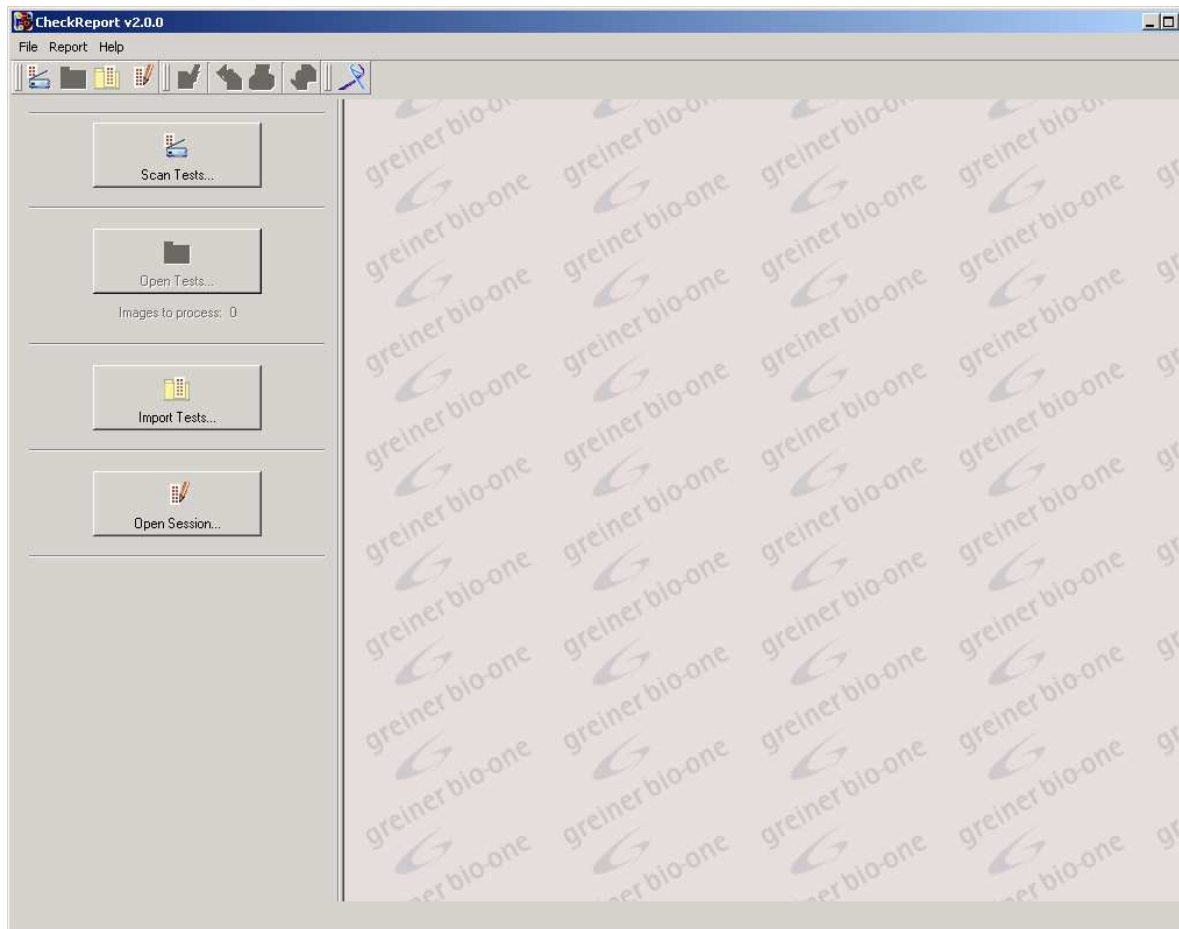 CheckReport v2.0.0
File Report Help
Scan Tests...
Open Tests...
Images to process: 0
Import Tests...
Open Session...
greiner bio-one